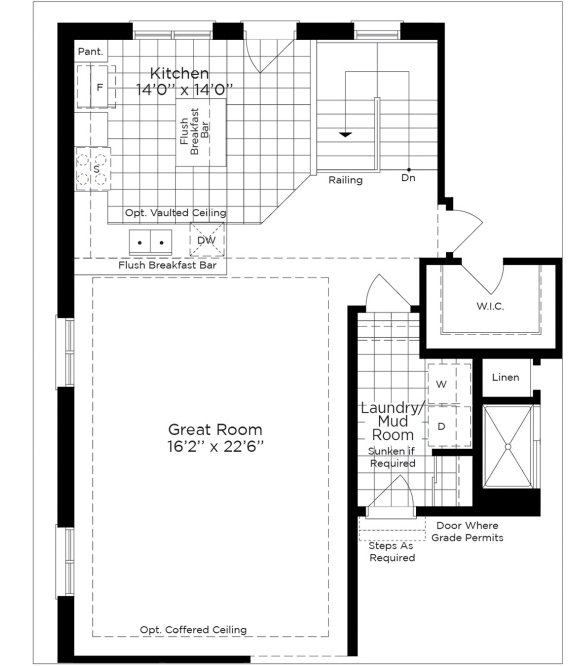 Pant.
F
Kitchen
14'0'' x 14'0''
Flush
Breakfast
Bar
S
Railing
Dn
Opt. Vaulted Ceiling
DW
Flush Breakfast Bar
W.I.C.
Linen
W
D
Laundry/
Mud
Room
Sunken if
Required
Great Room
16'2'' x 22'6''
Door Where
Grade Permits
Steps As
Required
Opt. Coffered Ceiling